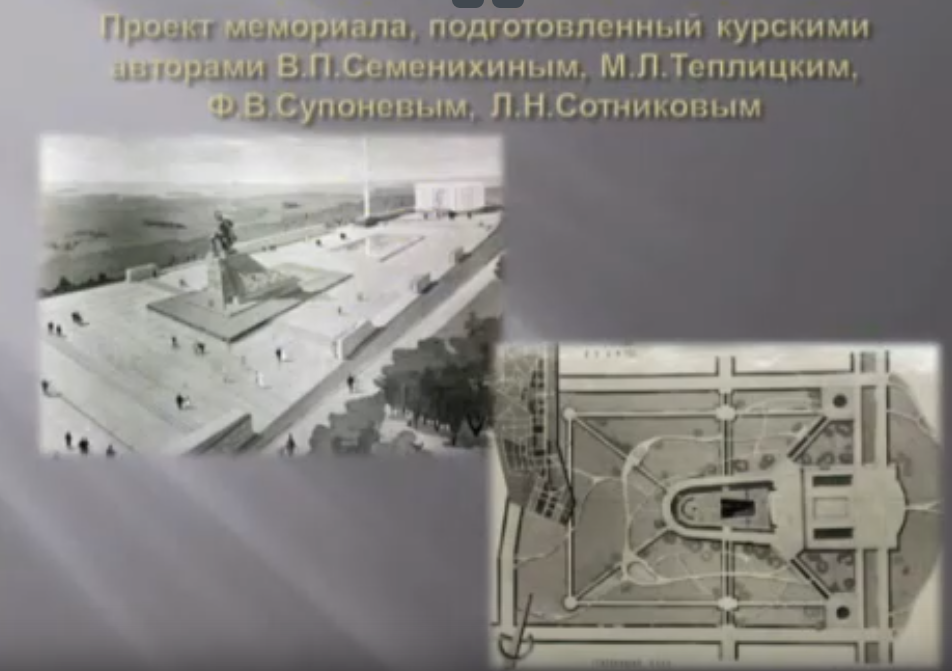 Проект мемориала, подготовленный курскими
авторами В.П.Семенихиным, М.Л.Теплицким,
Ф.В.Супоневым, Л.Н.Сотниковым